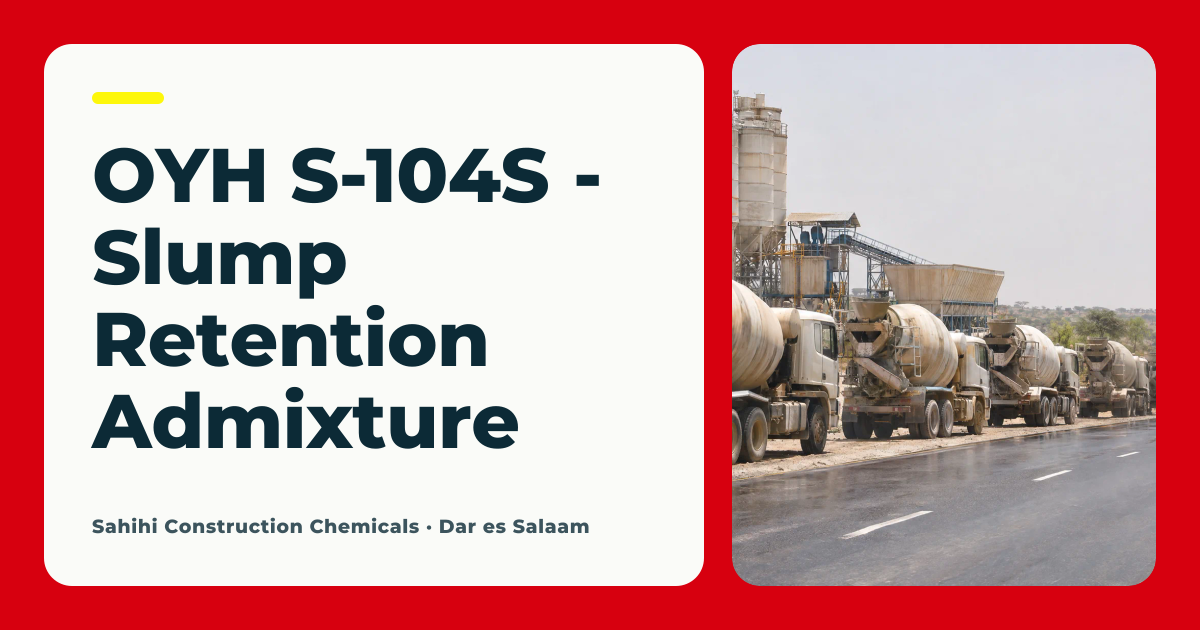 OYH S-104S -
Slump
Retention
Admixture
Sahihi Construction Chemicals · Dar es Salaam